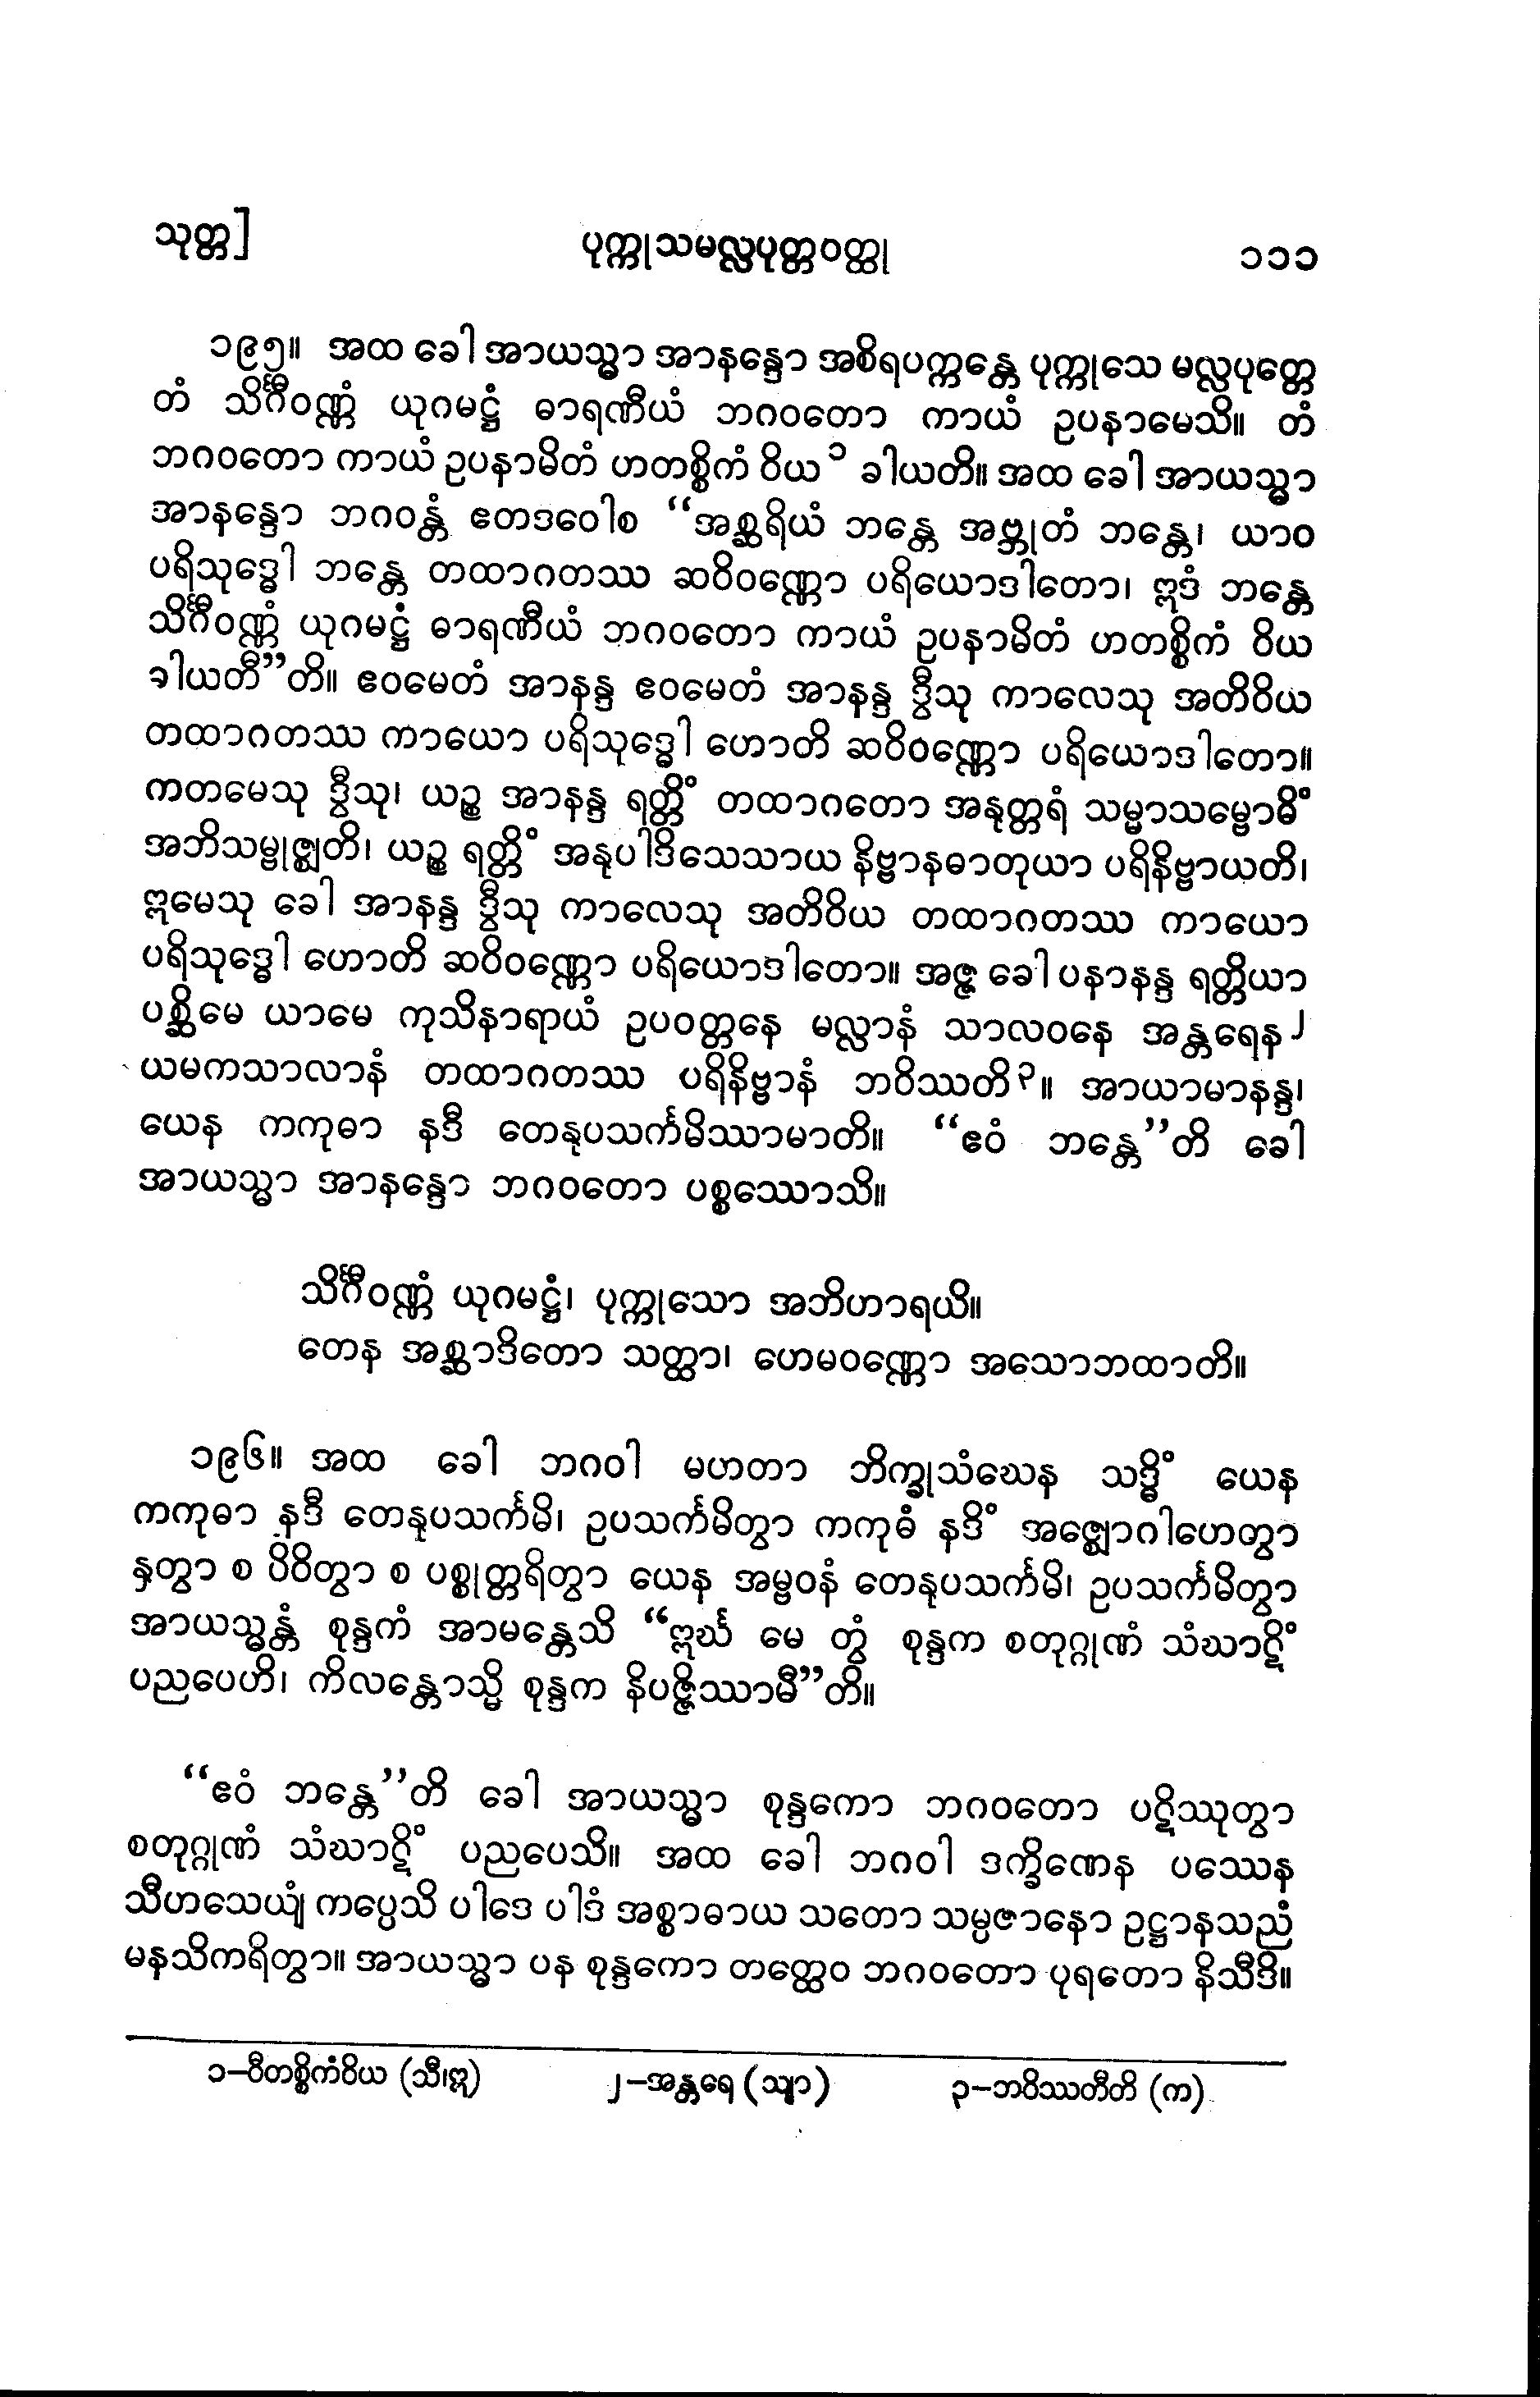 သုတ္တ]
ပုက္ကုသမလ္လပုတ္တဝတ္ထု
၁၁၁
၁၉၅။ အထ ခေါ အာယသ္မာ အာနန္ဒော အစိရပက္ကန္တေ ပုက္ကုသေ မလ္လပုတ္တေ
တံ သိင်္ဂီဝဏ္ဏံ ယုဂမဋ္ဌံ ဓာရဏီယံ ဘဂဝတော ကာယံ ဥပနာမေသိ။ တံ
ဘဂဝတော ကာယံ ဥပနာမိတံ ဟတစ္စိကံ ဝိယ ၁ ခါယတိ။ အထ ခေါ အာယသ္မာ
အာနန္ဒော ဘဂဝန္တံ ဧတဒဝေါစ “အစ္ဆရိယံ ဘန္တေ အဗ္ဘုတံ ဘန္တေ၊ ယာဝ
ပရိသုဒ္ဓေါ ဘန္တေ တထာဂတဿ ဆဝိဝဏ္ဏော ပရိယောဒါတော၊ ဣဒံ ဘန္တေ
သိင်္ဂီဝဏ္ဏံ ယုဂမဋ္ဌံ ဓာရဏီယံ ဘဂဝတော ကာယံ ဥပနာမိတံ ဟတစ္စိကံ ဝိယ
ခါယတီ”တိ။ ဧဝမေတံ အာနန္ဒ ဧဝမေတံ အာနန္ဒ ဒွီသု ကာလေသု အတိဝိယ
တထာဂတဿ ကာယော ပရိသုဒ္ဓေါ ဟောတိ ဆဝိဝဏ္ဏော ပရိယောဒါတော။
ကတမေသု ဒွီသု၊ ယဉ္စ အာနန္ဒ ရတ္တိံ တထာဂတော အနုတ္တရံ သမ္မာသမ္ဗောဓိံ
အဘိသမ္ဗုဇ္ဈတိ၊ ယဉ္စ ရတ္တိံ အနုပါဒိသေသာယ နိဗ္ဗာနဓာတုယာ ပရိနိဗ္ဗာယတိ၊
ဣမေသု ခေါ အာနန္ဒ ဒွီသု ကာလေသု အတိဝိယ တထာဂတဿ ကာယော
ပရိသုဒ္ဓေါ ဟောတိ ဆဝိဝဏ္ဏော ပရိယောဒါတော။ အဇ္ဇ ခေါ ပနာနန္ဒ ရတ္တိယာ
ပစ္ဆိမေ ယာမေ ကုသိနာရာယံ ဥပဝတ္တနေ မလ္လာနံ သာလဝနေ အန္တရေန ၂
ယမကသာလာနံ တထာဂတဿ ပရိနိဗ္ဗာနံ ဘဝိဿတိ ၃။ အာယာမာနန္ဒ၊
ယေန ကကုဓာ နဒီ တေနုပသင်္ကမိဿာမာတိ။ “ဧဝံ ဘန္တေ”တိ ခေါ
အာယသ္မာ အာနန္ဒော ဘဂဝတော ပစ္စဿောသိ။
သိင်္ဂီဝဏ္ဏံ ယုဂမဋ္ဌံ၊ ပုက္ကုသော အဘိဟာရယိ။
တေန အစ္ဆာဒိတော သတ္ထာ၊ ဟေမဝဏ္ဏော အသောဘထာတိ။
၁၉၆။ အထ ခေါ ဘဂဝါ မဟတာ ဘိက္ခုသံဃေန သဒ္ဓိံ ယေန
ကကုဓာ နဒီ တေနုပသင်္ကမိ၊ ဥပသင်္ကမိတွာ ကကုဓံ နဒိံ အဇ္ဈောဂါဟေတွာ
နှတွာ စ ပိဝိတွာ စ ပစ္စုတ္တရိတွာ ယေန အမ္ဗဝနံ တေနုပသင်္ကမိ၊ ဥပသင်္ကမိတွာ
အာယသ္မန္တံ စုန္ဒကံ အာမန္တေသိ “ဣင်္ဃ မေ တွံ စုန္ဒက စတုဂ္ဂုဏံ သံဃာဋိံ
ပညပေဟိ၊ ကိလန္တောသ္မိ စုန္ဒက နိပဇ္ဇိဿာမီ”တိ။
“ဧဝံ ဘန္တေ”တိ ခေါ အာယသ္မာ စုန္ဒကော ဘဂဝတော ပဋိဿုတွာ
စတုဂ္ဂုဏံ သံဃာဋိံ ပညပေသိ။ အထ ခေါ ဘဂဝါ ဒက္ခိဏေန ပဿေန
သီဟသေယျံ ကပ္ပေသိ ပါဒေ ပါဒံ အစ္စာဓာယ သတော သမ္ပဇာနော ဥဋ္ဌာနသညံ
မနသိကရိတွာ။ အာယသ္မာ ပန စုန္ဒကော တတ္ထေဝ ဘဂဝတော ပုရတော နိသီဒိ။
၁–ဝီတစ္စိကံဝိယ (သီ၊ဣ)
၂–အန္တရေ (သျာ)
၃–ဘဝိဿတီတိ (က)